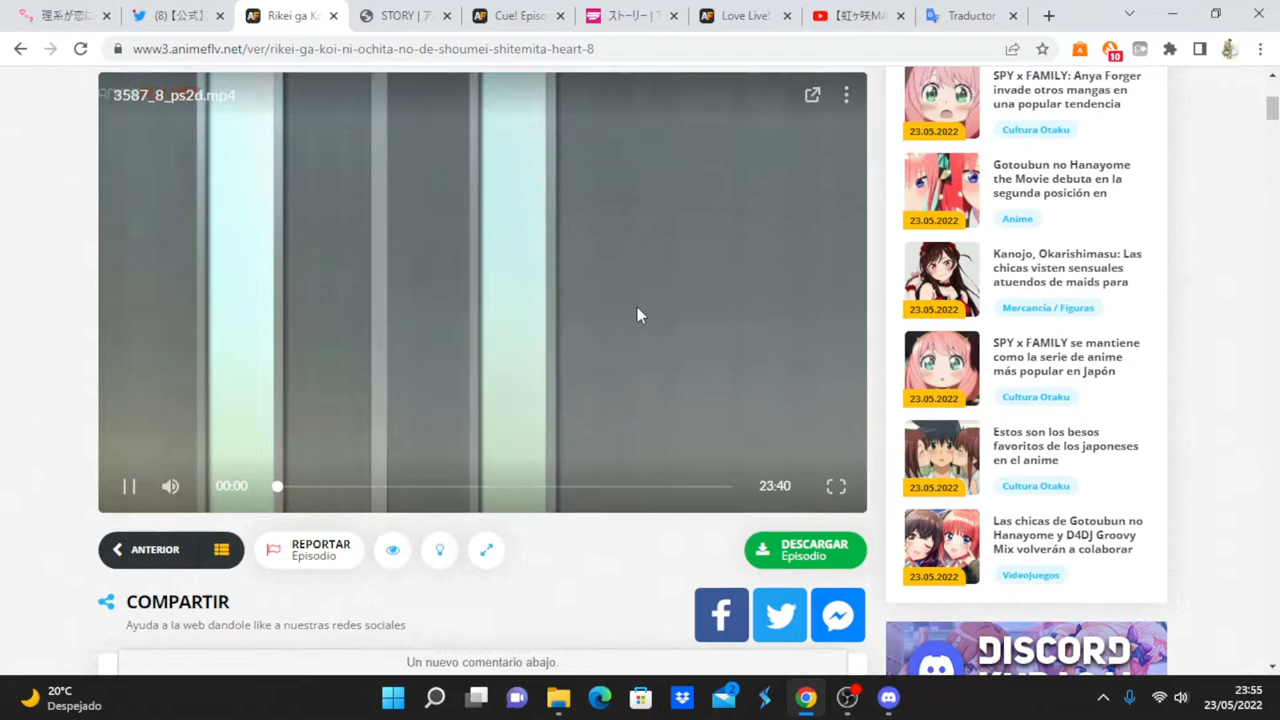 理系が恋に
(8) 【公式】
Rikei ga Ko
STORY | ア
Cue! Episo
ストーリー | T
Love Live!
【虹ヶ咲MA
Traductor
www3.animeflv.net/ver/rikei-ga-koi-ni-ochita-no-de-shoumei-shitemita-heart-8
10
3587_8_ps2d.mp4
00:00
23:40
ANTERIOR
REPORTAR
Episodio
DESCARGAR
Episodio
COMPARTIR
Ayuda a la web dandole like a nuestras redes sociales
Un nuevo comentario abajo.
SPY x FAMILY: Anya Forger
invade otros mangas en
una popular tendencia
23.05.2022
Cultura Otaku
Gotoubun no Hanayome
the Movie debuta en la
segunda posición en
23.05.2022
Anime
Kanojo, Okarishimasu: Las
chicas visten sensuales
atuendos de maids para
23.05.2022
Mercancía / Figuras
SPY x FAMILY se mantiene
como la serie de anime
más popular en Japón
23.05.2022
Cultura Otaku
Estos son los besos
favoritos de los japoneses
en el anime
23.05.2022
Cultura Otaku
Las chicas de Gotoubun no
Hanayome y D4DJ Groovy
Mix volverán a colaborar
23.05.2022
VideoJuegos
DISCORD
20°C
Despejado
2
23:55
23/05/2022